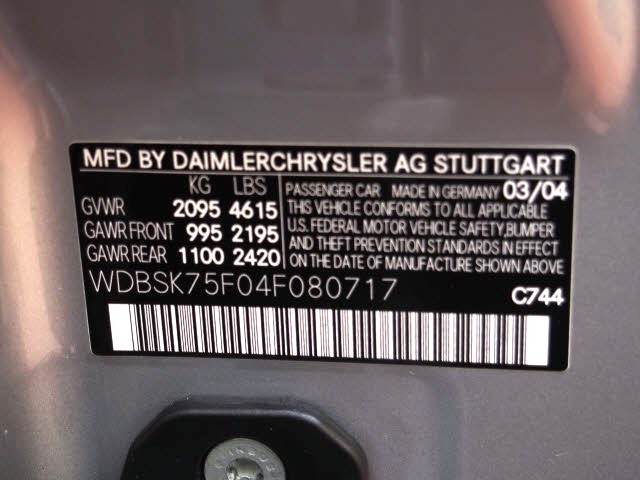 MFD BY DAIMLERCHRYSLER AG STUTTGART
KG LBS
GVWR 2095 4615
GAWR FRONT 995 2195
GAWR REAR 1100 2420
PASSENGER CAR MADE IN GERMANY 03/04
THIS VEHICLE CONFORMS TO ALL APPLICABLE
U.S. FEDERAL MOTOR VEHICLE SAFETY, BUMPER
AND THEFT PREVENTION STANDARDS IN EFFECT
ON THE DATE OF MANUFACTURE SHOWN ABOVE.
WDBSK75F04F080717
C744